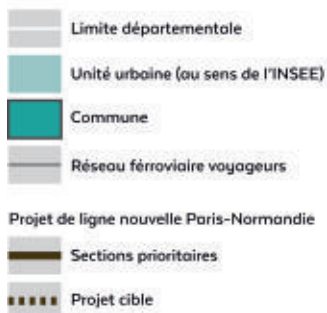 Limite départementale
Unité urbaine (au sens de l'INSEE)
Commune
Réseau férroviaire voyageurs
Projet de ligne nouvelle Paris-Normandie
Sections prioritaires
Projet cible